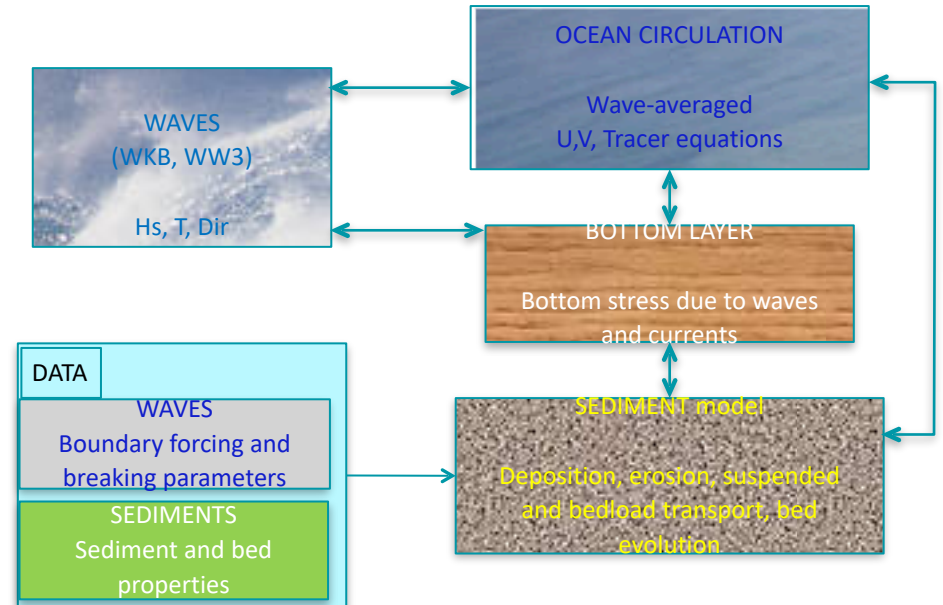 OCEAN CIRCULATION
Wave-averaged
U,V, Tracer equations
WAVES
(WKB, WW3)
Hs, T, Dir
BOTTOM LAYER
Bottom stress due to waves
and currents
DATA
WAVES
Boundary forcing and
breaking parameters
SEDIMENTS
Sediment and bed
properties
SEDIMENT model
Deposition, erosion, suspended
and bedload transport, bed
evolution